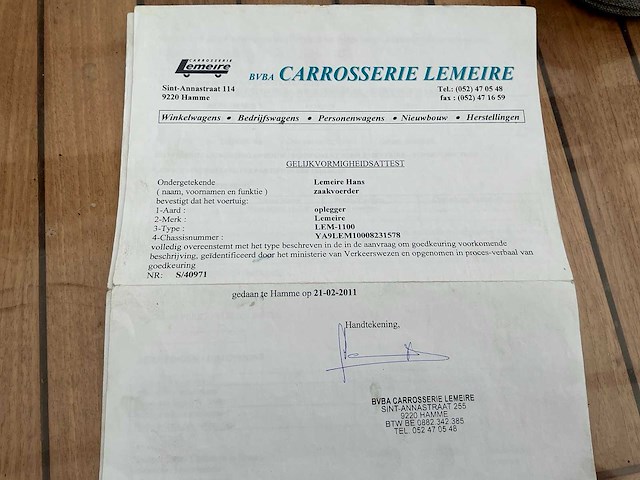 CARROSSERIE
Lemeire
BVBA CARROSSERIE LEMEIRE
Sint-Annastraat 114
9220 Hamme
Tel.: (052) 47 05 48
fax : (052) 47 16 59
Winkelwagens • Bedrijfswagens • Personenwagens • Nieuwbouw • Herstellingen
GELIJKVORMIGHEIDSATTEST
Ondergetekende Lemeire Hans
( naam, voornamen en funktie ) zaakvoerder
bevestigt dat het voertuig:
1-Aard : oplegger
2-Merk : Lemeire
3-Type : LEM-1100
4-Chassisnummer : YA9LEM10008231578
volledig overeenstemt met het type beschreven in de in de aanvraag om goedkeuring voorkomende
beschrijving, geïdentificeerd door het ministerie van Verkeerswezen en opgenomen in proces-verbaal van
goedkeuring
NR: S/40971
gedaan te Hamme op 21-02-2011
Handtekening,
BVBA CARROSSERIE LEMEIRE
SINT-ANNASTRAAT 255
9220 HAMME
BTW BE 0882.342.385
TEL. 052 47 05 48